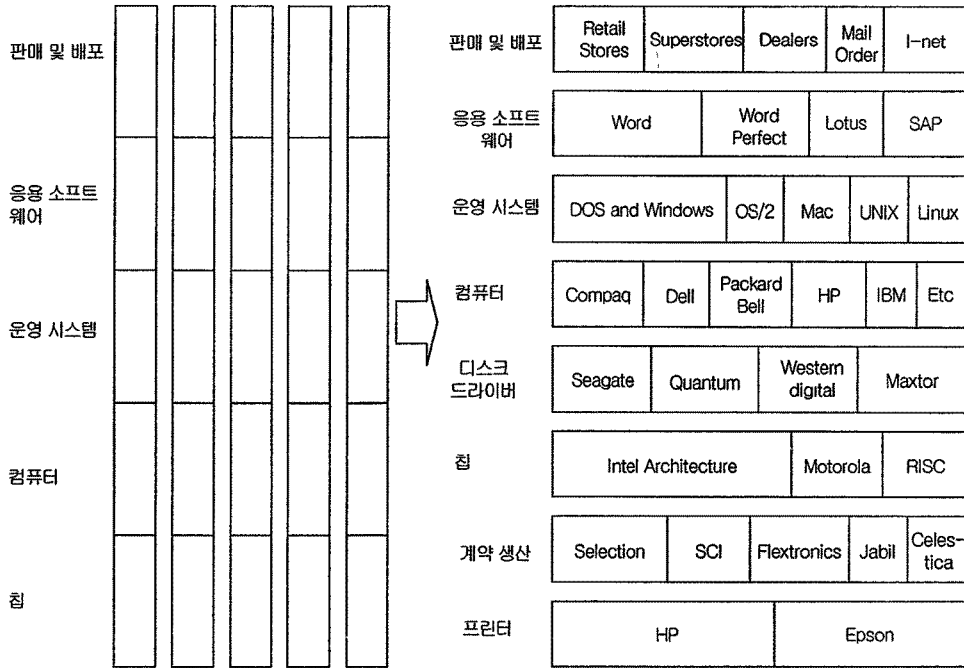 판매 및 배포
응용 소프트
웨어
운영 시스템
컴퓨터
칩
판매 및 배포
Retail
Stores
Superstores
Dealers
Mail
Order
I-net
응용 소프트
웨어
Word
Word
Perfect
Lotus
SAP
운영 시스템
DOS and Windows
OS/2
Mac
UNIX
Linux
컴퓨터
Compaq
Dell
Packard
Bell
HP
IBM
Etc
디스크
드라이버
Seagate
Quantum
Western
digital
Maxtor
칩
Intel Architecture
Motorola
RISC
계약 생산
Selection
SCI
Flextronics
Jabil
Celes-
tica
프린터
HP
Epson